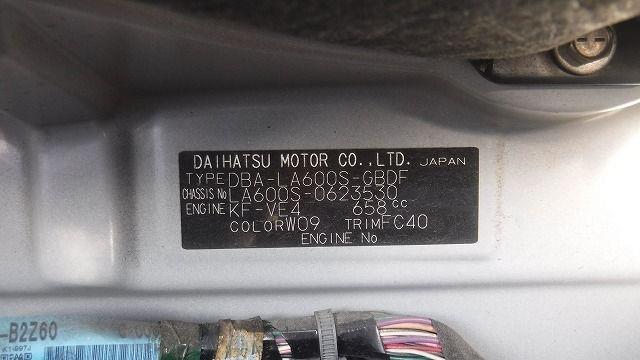 DAIHATSU MOTOR CO.,LTD. JAPAN
TYPE DBA-LA600S-GBDF
CHASSIS No LA600S-0623530
ENGINE KF-VE4 658cc
COLOR W09 TRIM FC40
ENGINE No
-B2Z60